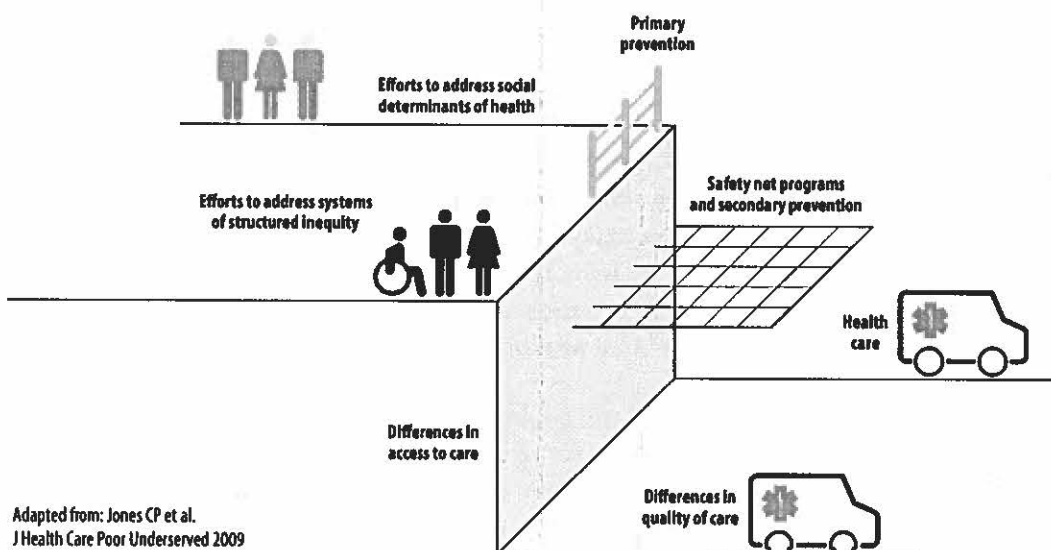 Primary
prevention
Efforts to address social
determinants of health
Safety net programs
and secondary prevention
Efforts to address systems
of structured inequity
Health
care
Differences in
access to care
Differences in
quality of care
Adapted from: Jones CP et al.
J Health Care Poor Underserved 2009